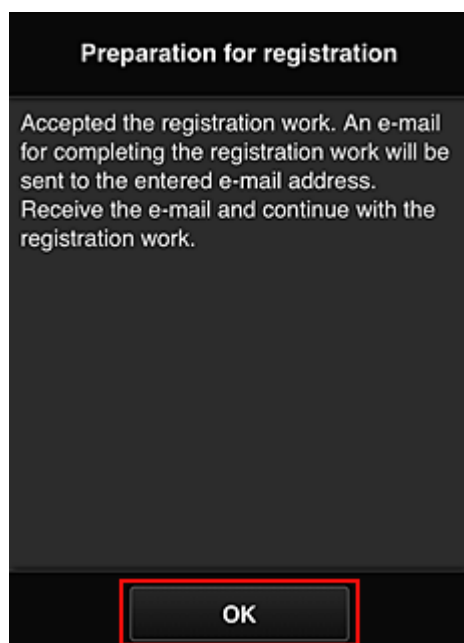 Preparation for registration
Accepted the registration work. An e-mail
for completing the registration work will be
sent to the entered e-mail address.
Receive the e-mail and continue with the
registration work.
OK